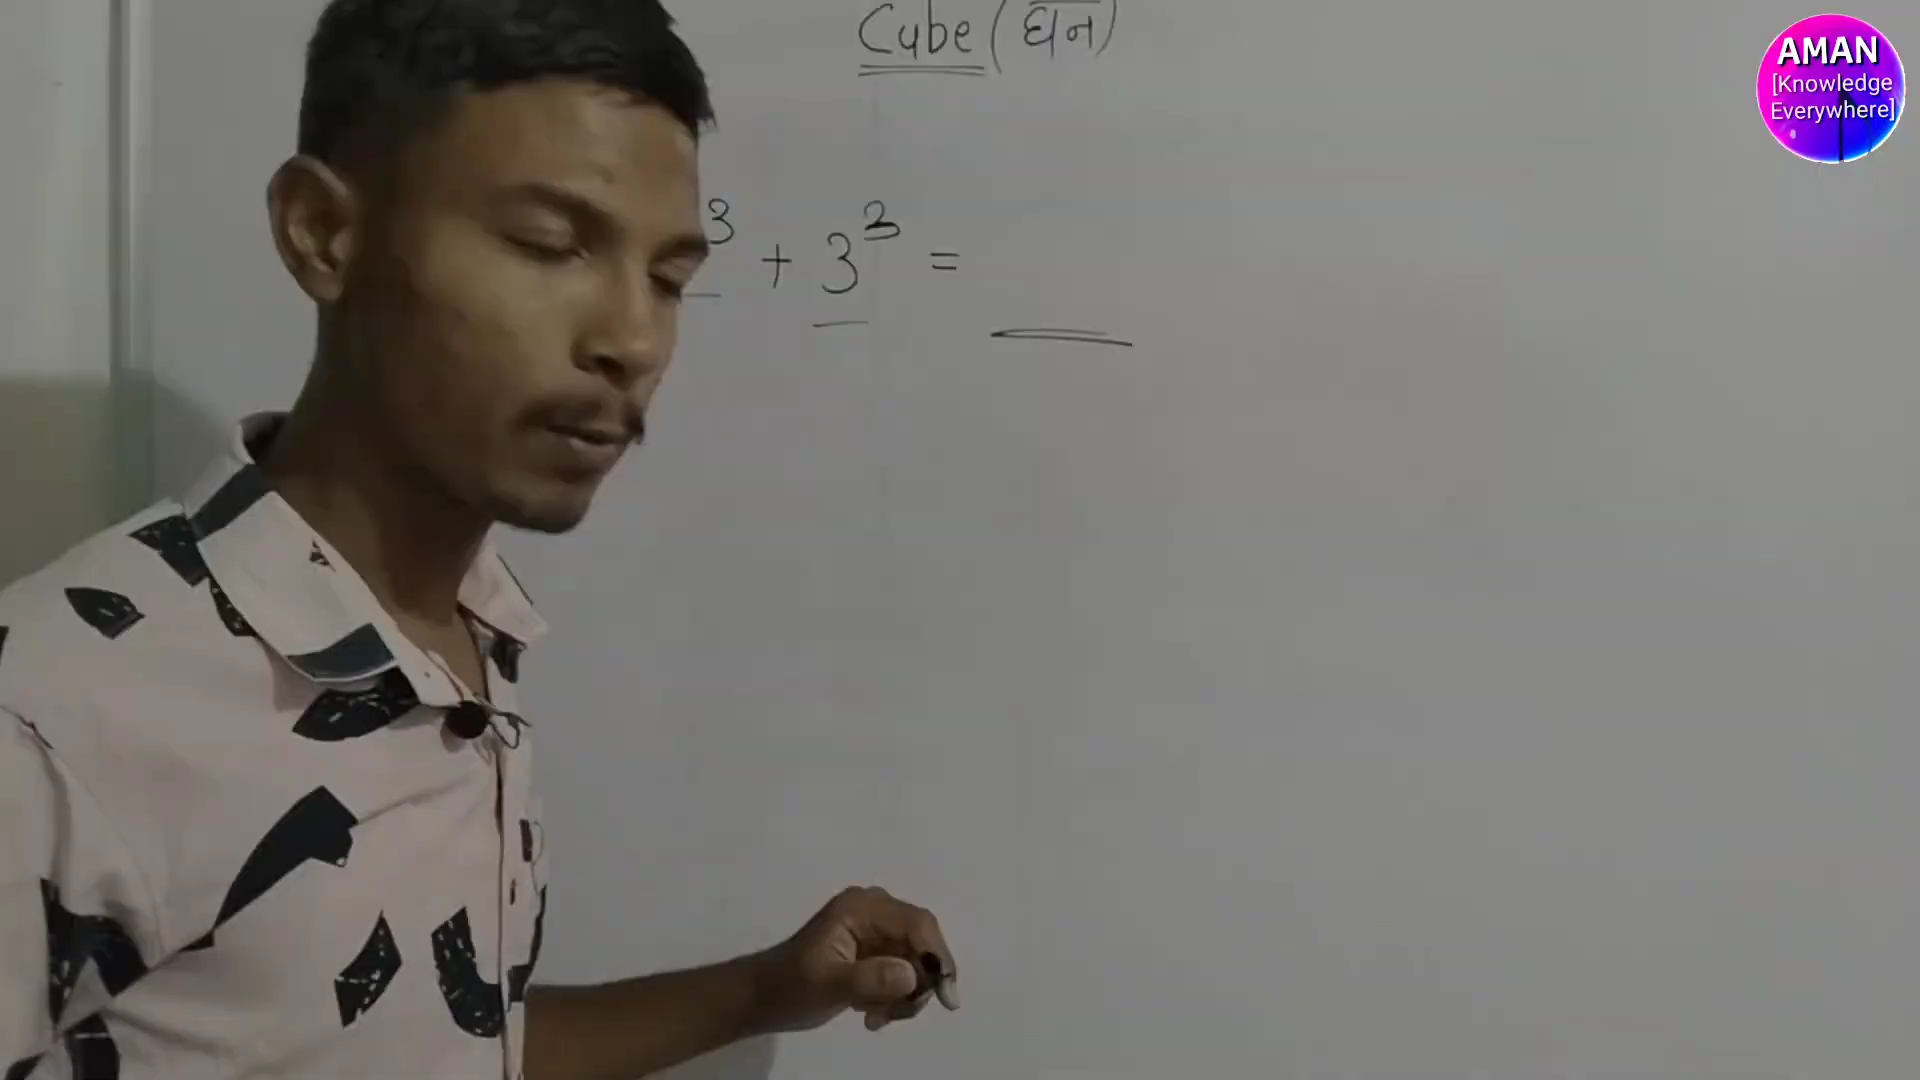 Cube (घन)
³ + 3³ =
AMAN
[Knowledge
Everywhere]